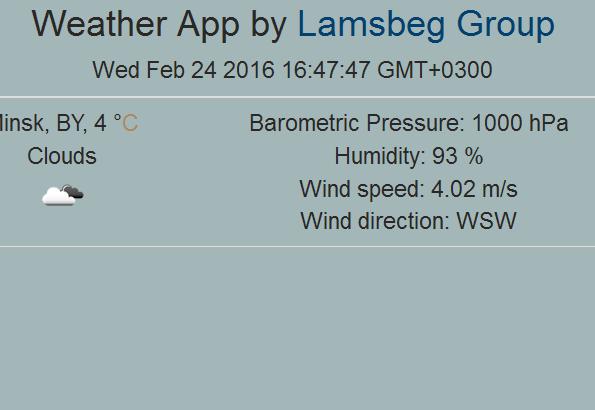 Weather App by Lamsbeg Group
Wed Feb 24 2016 16:47:47 GMT+0300
insk, BY, 4 °C
Clouds
Barometric Pressure: 1000 hPa
Humidity: 93 %
Wind speed: 4.02 m/s
Wind direction: WSW